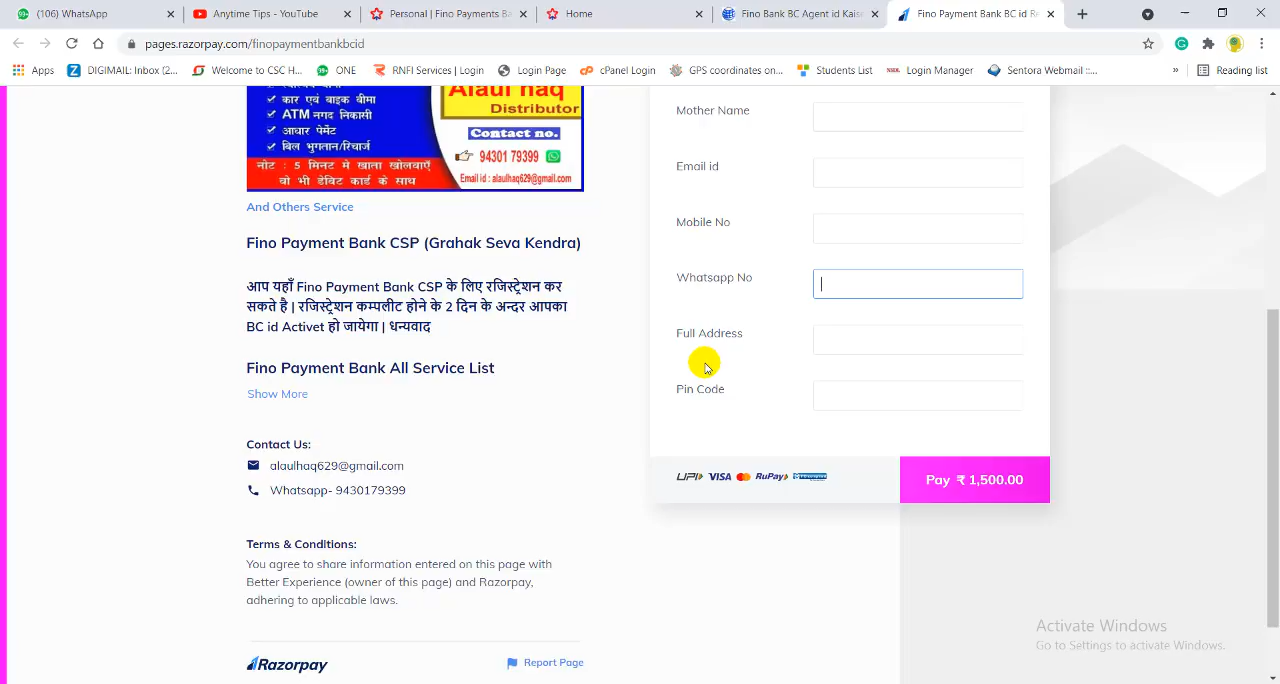 (106) WhatsApp
Anytime Tips - YouTube
Personal | Fino Payments Ba
Home
Fino Bank BC Agent id Kaise
Fino Payment Bank BC id Re
pages.razorpay.com/finopaymentbankbcid
Apps
DIGIMAIL: Inbox (2...
Welcome to CSC H...
ONE
RNFI Services | Login
Login Page
cPanel Login
GPS coordinates on...
Students List
Login Manager
Sentora Webmail ::...
»
Reading list
कार एवं बाइक बीमा
ATM नगद निकासी
आधार पेमेंट
बिल भुगतान/रिचार्ज
नोट : 5 मिनट में खाता खोलवाएँ
वो भी डेबिट कार्ड के साथ
Alaul haq
Distributor
Contact no.
94301 79399
Email id : alaulhaq629@gmail.com
And Others Service
Fino Payment Bank CSP (Grahak Seva Kendra)
आप यहाँ Fino Payment Bank CSP के लिए रजिस्ट्रेशन कर
सकते है | रजिस्ट्रेशन कम्पलीट होने के 2 दिन के अन्दर आपका
BC id Activet हो जायेगा | धन्यवाद
Fino Payment Bank All Service List
Show More
Contact Us:
alaulhaq629@gmail.com
Whatsapp- 9430179399
Terms & Conditions:
You agree to share information entered on this page with
Better Experience (owner of this page) and Razorpay,
adhering to applicable laws.
Razorpay
Report Page
Mother Name
Email id
Mobile No
Whatsapp No
Full Address
Pin Code
UPI VISA RuPay
Pay ₹ 1,500.00
Activate Windows
Go to Settings to activate Windows.